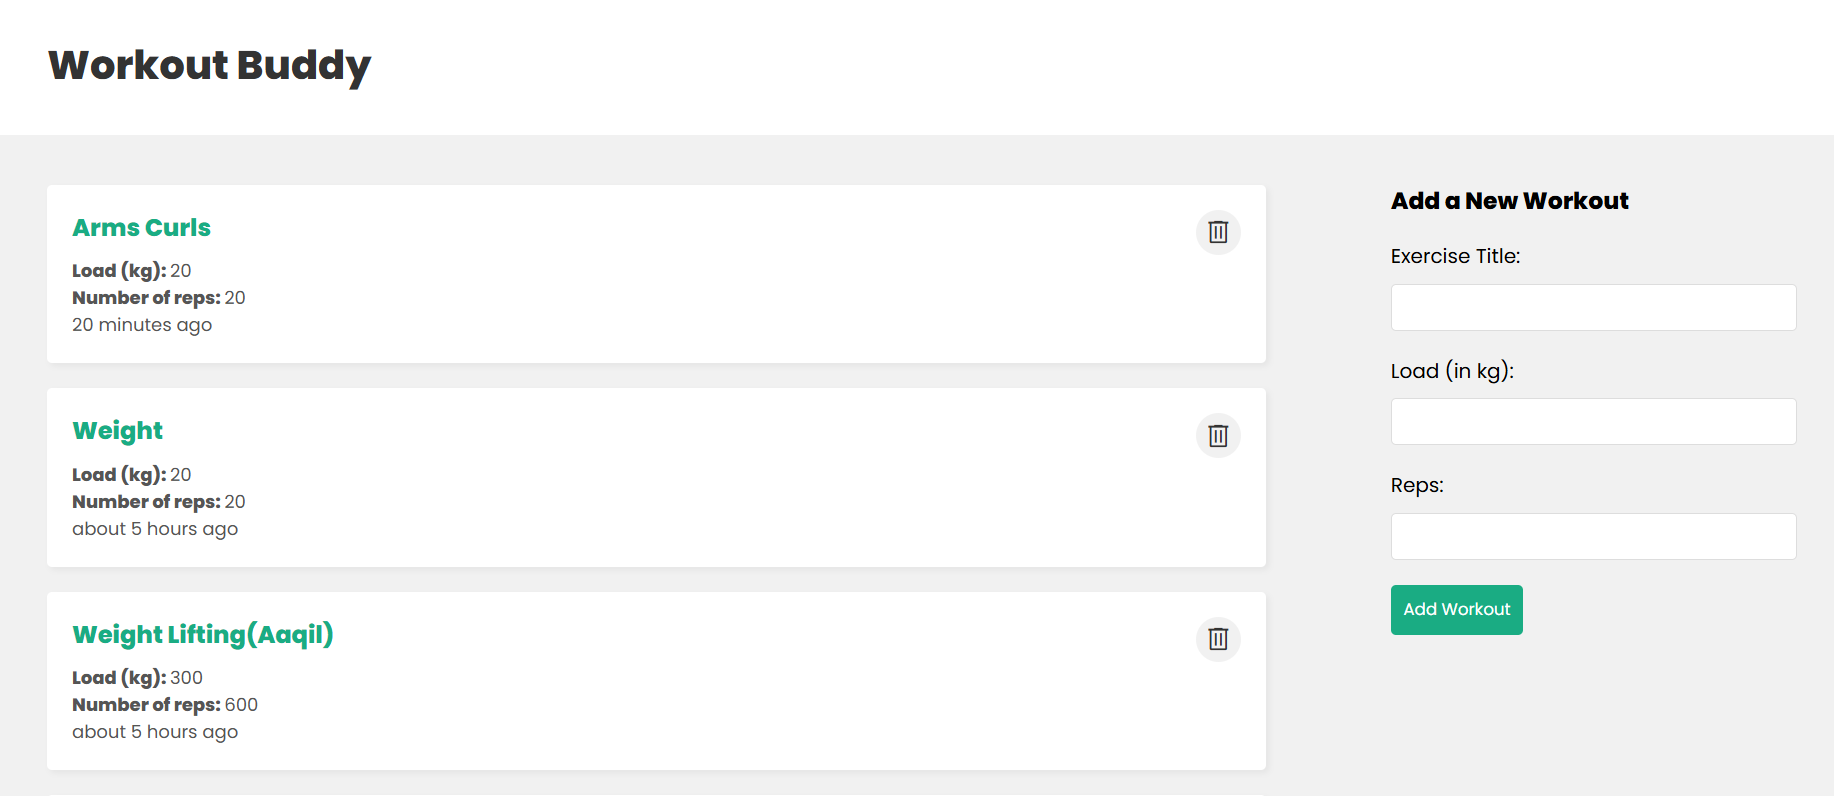 Workout Buddy
Arms Curls
Load (kg): 20
Number of reps: 20
20 minutes ago
Weight
Load (kg): 20
Number of reps: 20
about 5 hours ago
Weight Lifting(Aaqil)
Load (kg): 300
Number of reps: 600
about 5 hours ago
Add a New Workout
Exercise Title:
Load (in kg):
Reps:
Add Workout